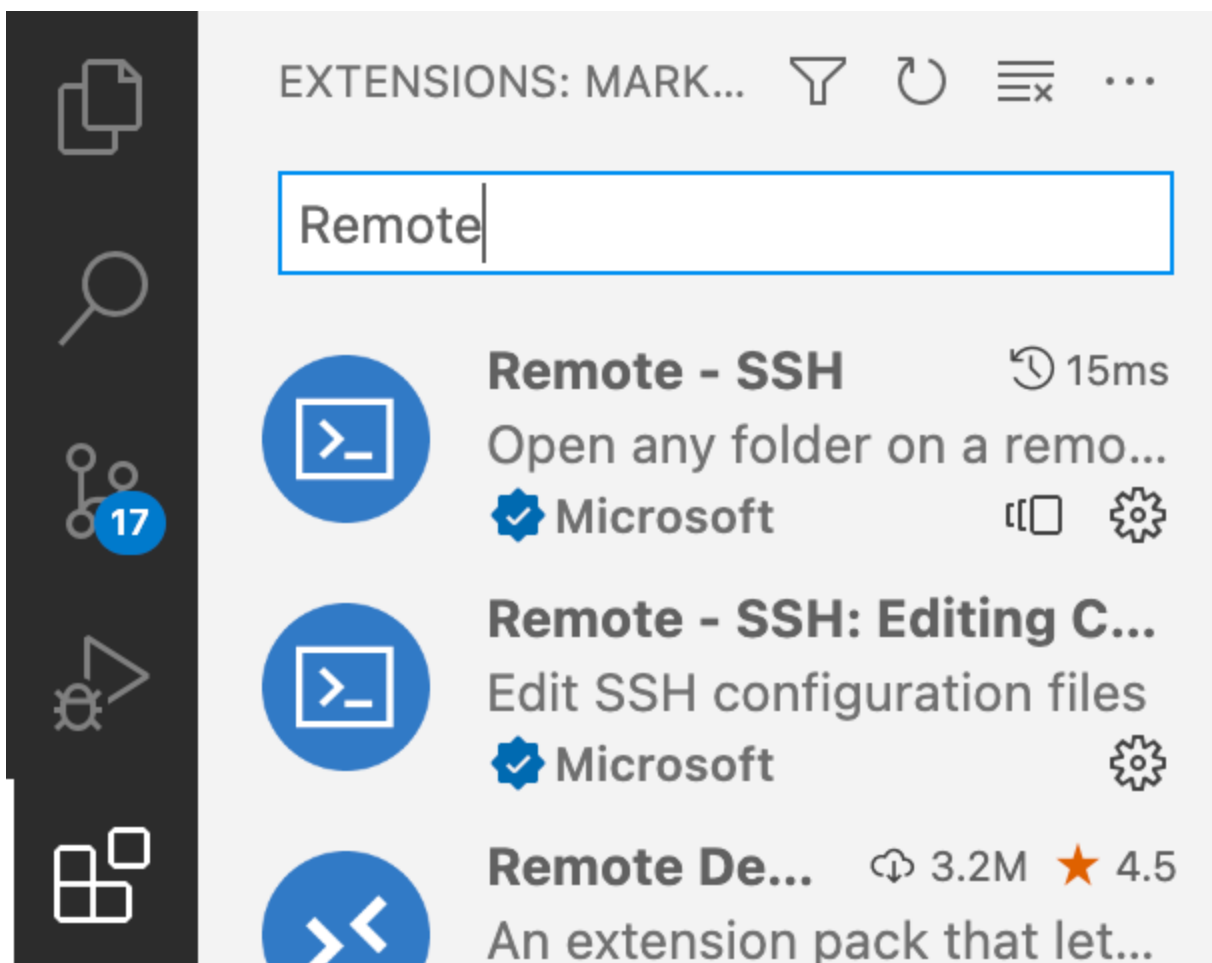 EXTENSIONS: MARK...
Remote
Remote - SSH 15ms
Open any folder on a remo...
Microsoft
17
Remote - SSH: Editing C...
Edit SSH configuration files
Microsoft
Remote De... 3.2M 4.5
An extension pack that let...